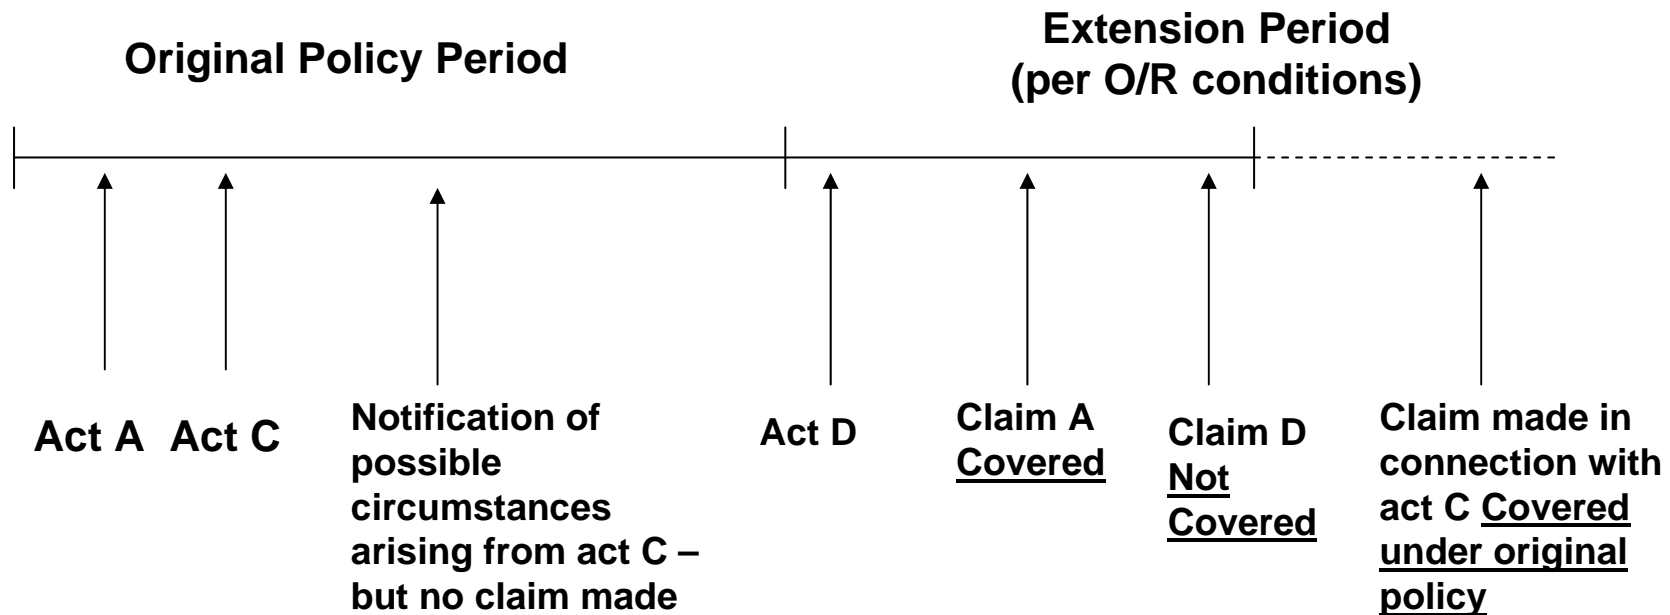 Original Policy Period
Extension Period
(per O/R conditions)
Act A
Act C
Notification of
possible
circumstances
arising from act C –
but no claim made
Act D
Claim A
Covered
Claim D
Not
Covered
Claim made in
connection with
act C Covered
under original
policy